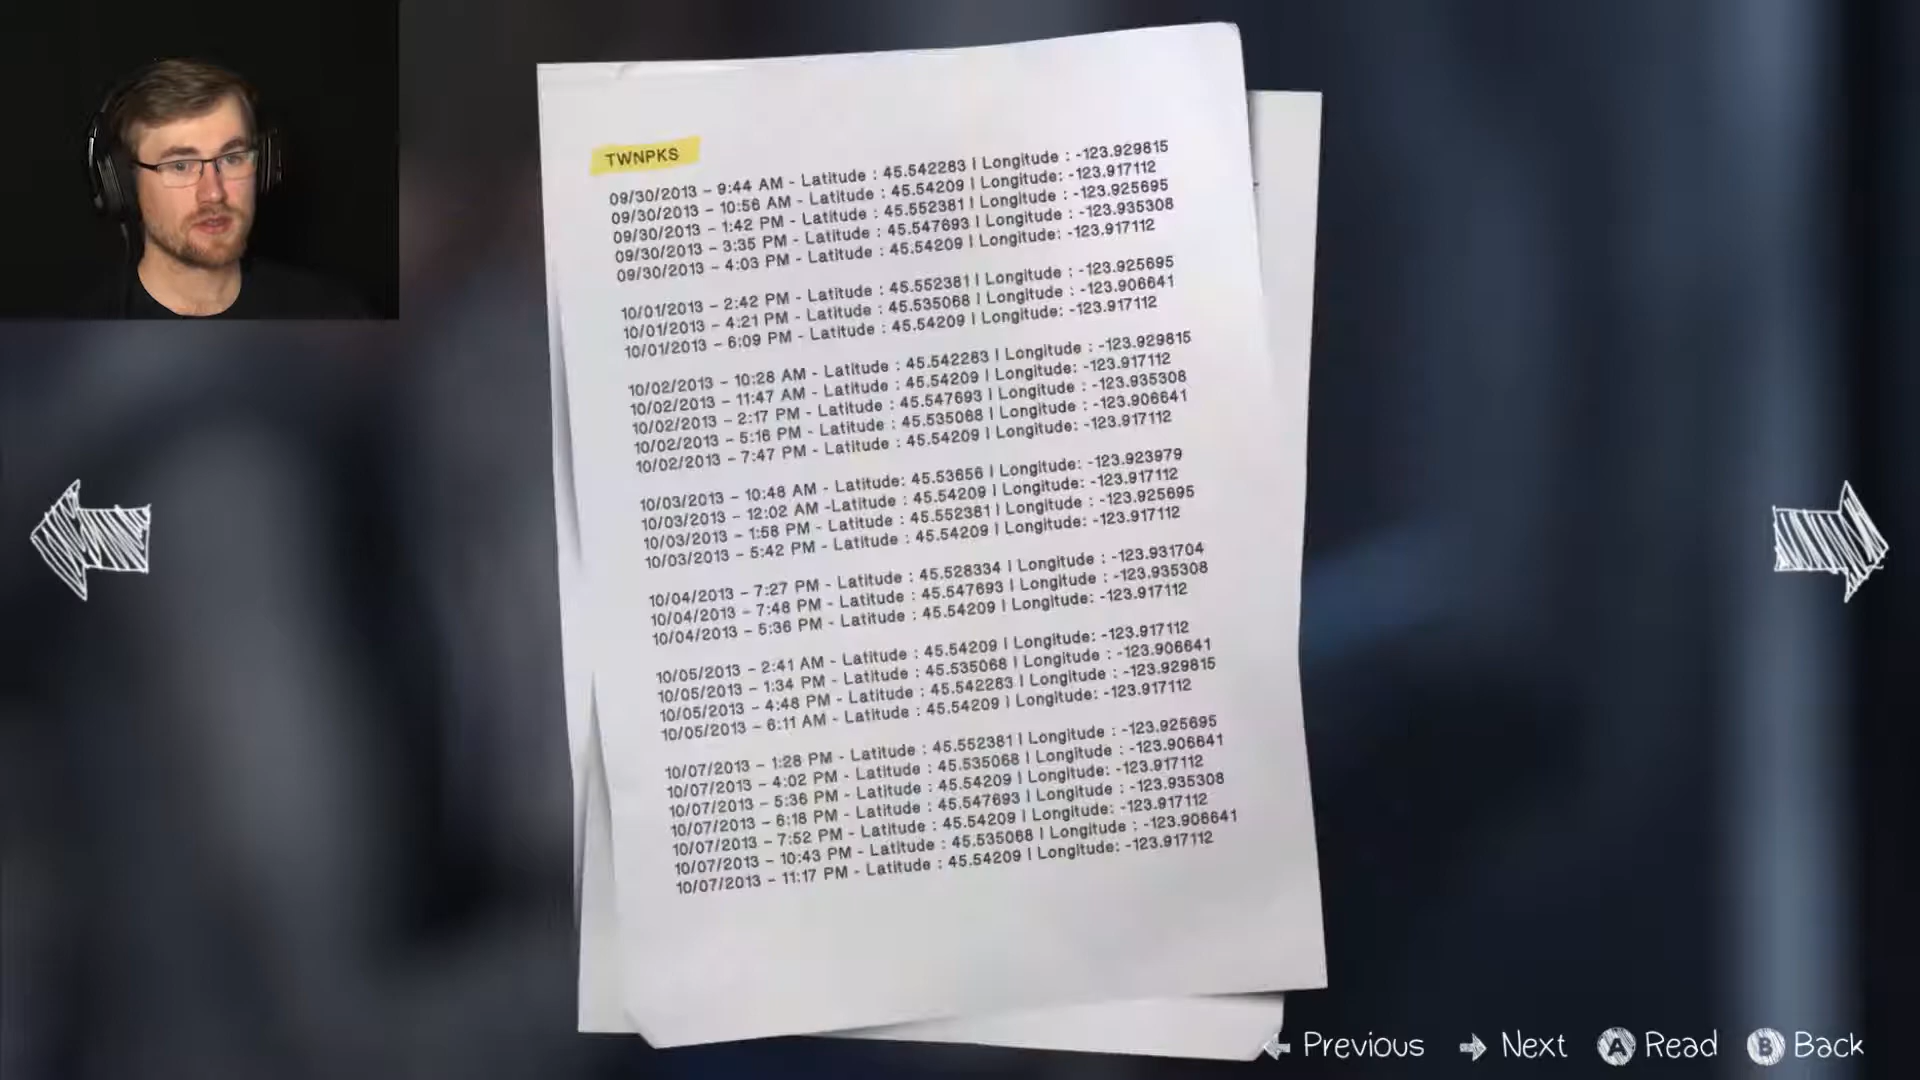 TWNPKS
09/30/2013 - 9:44 AM - Latitude : 45.542283 | Longitude : -123.929815
09/30/2013 - 10:56 AM - Latitude : 45.54209 | Longitude: -123.917112
09/30/2013 - 1:42 PM - Latitude : 45.552381 | Longitude : -123.925695
09/30/2013 - 3:35 PM - Latitude : 45.547693 | Longitude : -123.935308
09/30/2013 - 4:03 PM - Latitude : 45.54209 | Longitude: -123.917112
10/01/2013 - 2:42 PM - Latitude : 45.552381 | Longitude : -123.925695
10/01/2013 - 4:21 PM - Latitude : 45.535068 | Longitude : -123.906641
10/01/2013 - 6:09 PM - Latitude : 45.54209 | Longitude: -123.917112
10/02/2013 - 10:28 AM - Latitude : 45.542283 | Longitude : -123.929815
10/02/2013 - 11:47 AM - Latitude : 45.54209 | Longitude: -123.917112
10/02/2013 - 2:17 PM - Latitude : 45.547693 | Longitude : -123.935308
10/02/2013 - 5:16 PM - Latitude : 45.535068 | Longitude : -123.906641
10/02/2013 - 7:47 PM - Latitude : 45.54209 | Longitude: -123.917112
10/03/2013 - 10:48 AM - Latitude: 45.53656 | Longitude: -123.923979
10/03/2013 - 12:02 AM -Latitude : 45.54209 | Longitude: -123.917112
10/03/2013 - 1:58 PM - Latitude : 45.552381 | Longitude : -123.925695
10/03/2013 - 5:42 PM - Latitude : 45.54209 | Longitude: -123.917112
10/04/2013 - 7:27 PM - Latitude : 45.528334 | Longitude : -123.931704
10/04/2013 - 7:48 PM - Latitude : 45.547693 | Longitude : -123.935308
10/04/2013 - 5:36 PM - Latitude : 45.54209 | Longitude: -123.917112
10/05/2013 - 2:41 AM - Latitude : 45.54209 | Longitude: -123.917112
10/05/2013 - 1:34 PM - Latitude : 45.535068 | Longitude : -123.906641
10/05/2013 - 4:48 PM - Latitude : 45.542283 | Longitude : -123.929815
10/05/2013 - 6:11 AM - Latitude : 45.54209 | Longitude: -123.917112
10/07/2013 - 1:28 PM - Latitude : 45.552381 | Longitude : -123.925695
10/07/2013 - 4:02 PM - Latitude : 45.535068 | Longitude : -123.906641
10/07/2013 - 5:36 PM - Latitude : 45.54209 | Longitude: -123.917112
10/07/2013 - 6:18 PM - Latitude : 45.547693 | Longitude : -123.935308
10/07/2013 - 7:52 PM - Latitude : 45.54209 | Longitude: -123.917112
10/07/2013 - 10:43 PM - Latitude : 45.535068 | Longitude : -123.906641
10/07/2013 - 11:17 PM - Latitude : 45.54209 | Longitude: -123.917112
Previous Next A Read B Back